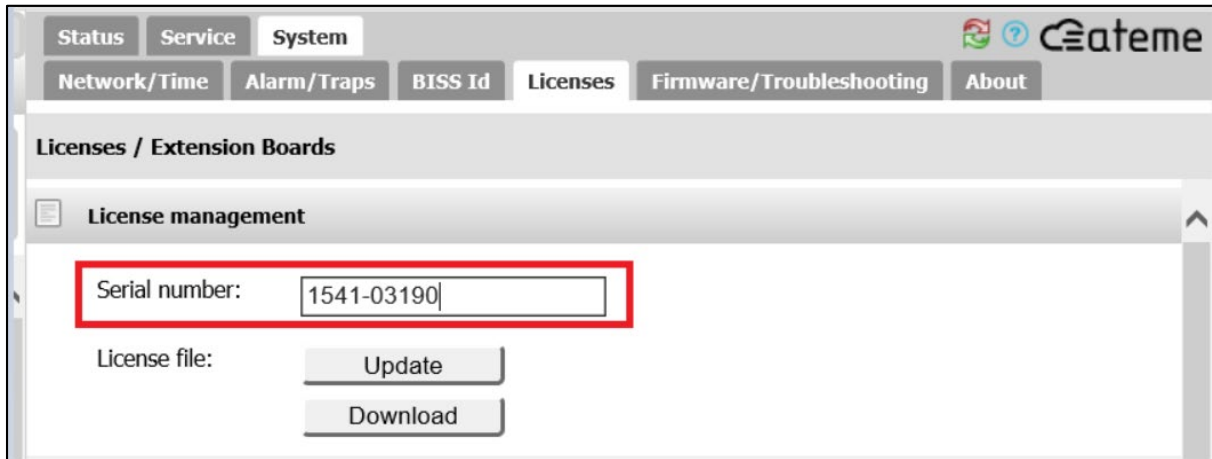 Status Service System ateme
Network/Time Alarm/Traps BISS Id Licenses Firmware/Troubleshooting About
Licenses / Extension Boards
License management
Serial number: 1541-03190
License file: Update
Download